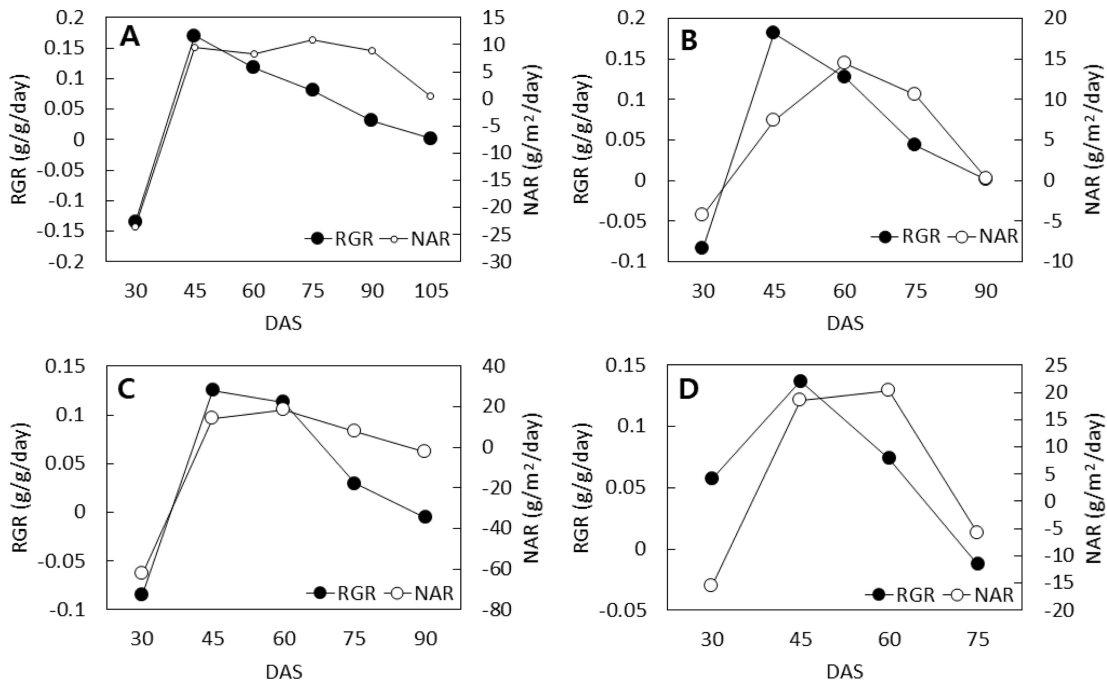 A
RGR (g/g/day)
0.2
0.15
0.1
0.05
0
-0.05
-0.1
-0.15
-0.2
15
10
5
0
-5
-10
-15
-20
-25
-30
NAR (g/m²/day)
RGR NAR
30 45 60 75 90 105
DAS
B
RGR (g/g/day)
0.2
0.15
0.1
0.05
0
-0.05
-0.1
20
15
10
5
0
-5
-10
NAR (g/m²/day)
RGR NAR
30 45 60 75 90
DAS
C
RGR (g/g/day)
0.15
0.1
0.05
0
-0.05
-0.1
40
20
0
-20
-40
-60
-80
NAR (g/m²/day)
RGR NAR
30 45 60 75 90
DAS
D
RGR (g/g/day)
0.15
0.1
0.05
0
-0.05
25
20
15
10
5
0
-5
-10
-15
-20
NAR (g/m²/day)
RGR NAR
30 45 60 75
DAS